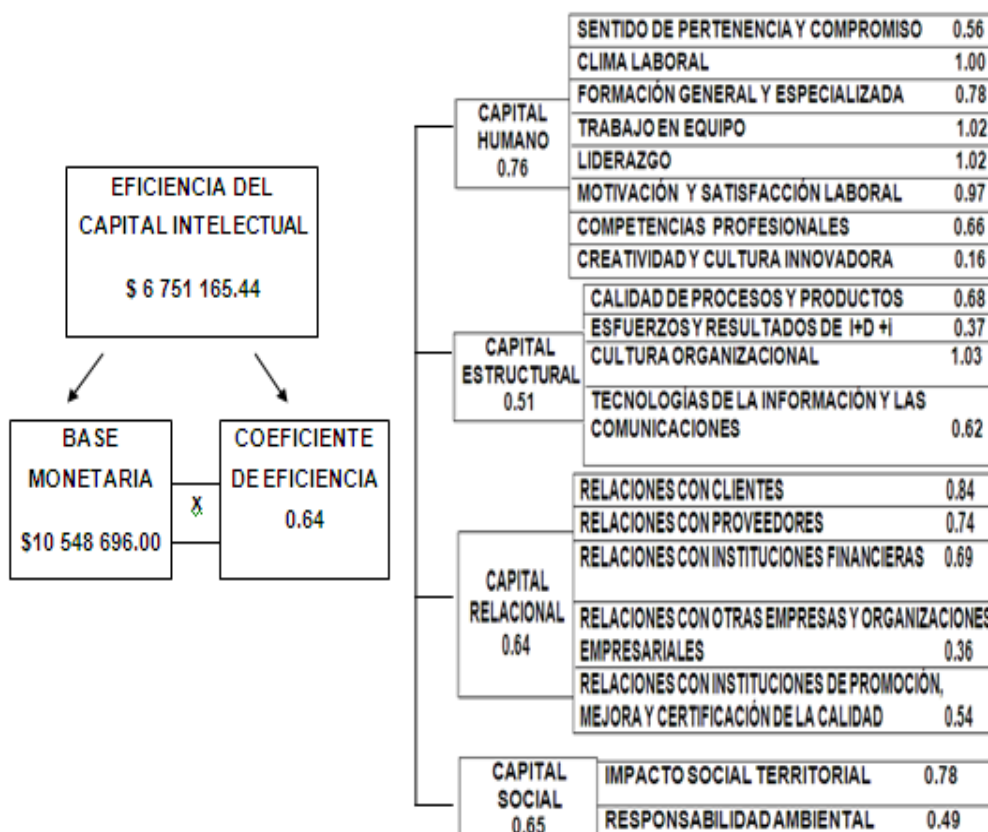 EFICIENCIA DEL
CAPITAL INTELECTUAL
$ 6 751 165.44
BASE
MONETARIA
$10 548 696.00
X
COEFICIENTE
DE EFICIENCIA
0.64
CAPITAL
HUMANO
0.76
SENTIDO DE PERTENENCIA Y COMPROMISO 0.56
CLIMA LABORAL 1.00
FORMACIÓN GENERAL Y ESPECIALIZADA 0.78
TRABAJO EN EQUIPO 1.02
LIDERAZGO 1.02
MOTIVACIÓN Y SATISFACCIÓN LABORAL 0.97
COMPETENCIAS PROFESIONALES 0.66
CREATIVIDAD Y CULTURA INNOVADORA 0.16
CAPITAL
ESTRUCTURAL
0.51
CALIDAD DE PROCESOS Y PRODUCTOS 0.68
ESFUERZOS Y RESULTADOS DE I+D +i 0.37
CULTURA ORGANIZACIONAL 1.03
TECNOLOGÍAS DE LA INFORMACIÓN Y LAS
COMUNICACIONES 0.62
CAPITAL
RELACIONAL
0.64
RELACIONES CON CLIENTES 0.84
RELACIONES CON PROVEEDORES 0.74
RELACIONES CON INSTITUCIONES FINANCIERAS 0.69
RELACIONES CON OTRAS EMPRESAS Y ORGANIZACIONES
EMPRESARIALES 0.36
RELACIONES CON INSTITUCIONES DE PROMOCIÓN,
MEJORA Y CERTIFICACIÓN DE LA CALIDAD 0.54
CAPITAL
SOCIAL
0.65
IMPACTO SOCIAL TERRITORIAL 0.78
RESPONSABILIDAD AMBIENTAL 0.49